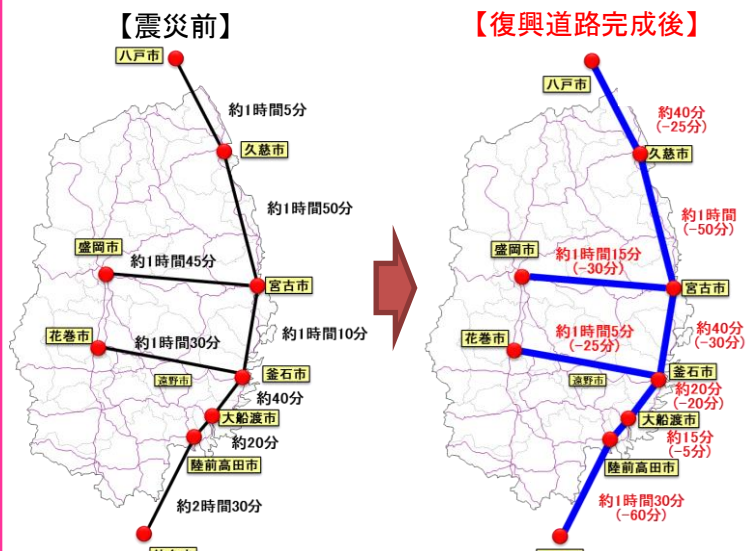 【震災前】
八戸市
約1時間5分
久慈市
約1時間50分
盛岡市
約1時間45分
宮古市
花巻市
約1時間30分
約1時間10分
遠野市
釜石市
約40分
大船渡市
約20分
陸前高田市
約2時間30分
【復興道路完成後】
八戸市
約40分
(-25分)
久慈市
約1時間
(-50分)
盛岡市
約1時間15分
(-30分)
宮古市
花巻市
約1時間5分
(-25分)
約40分
(-30分)
遠野市
釜石市
約20分
(-20分)
大船渡市
約15分
(-5分)
陸前高田市
約1時間30分
(-60分)